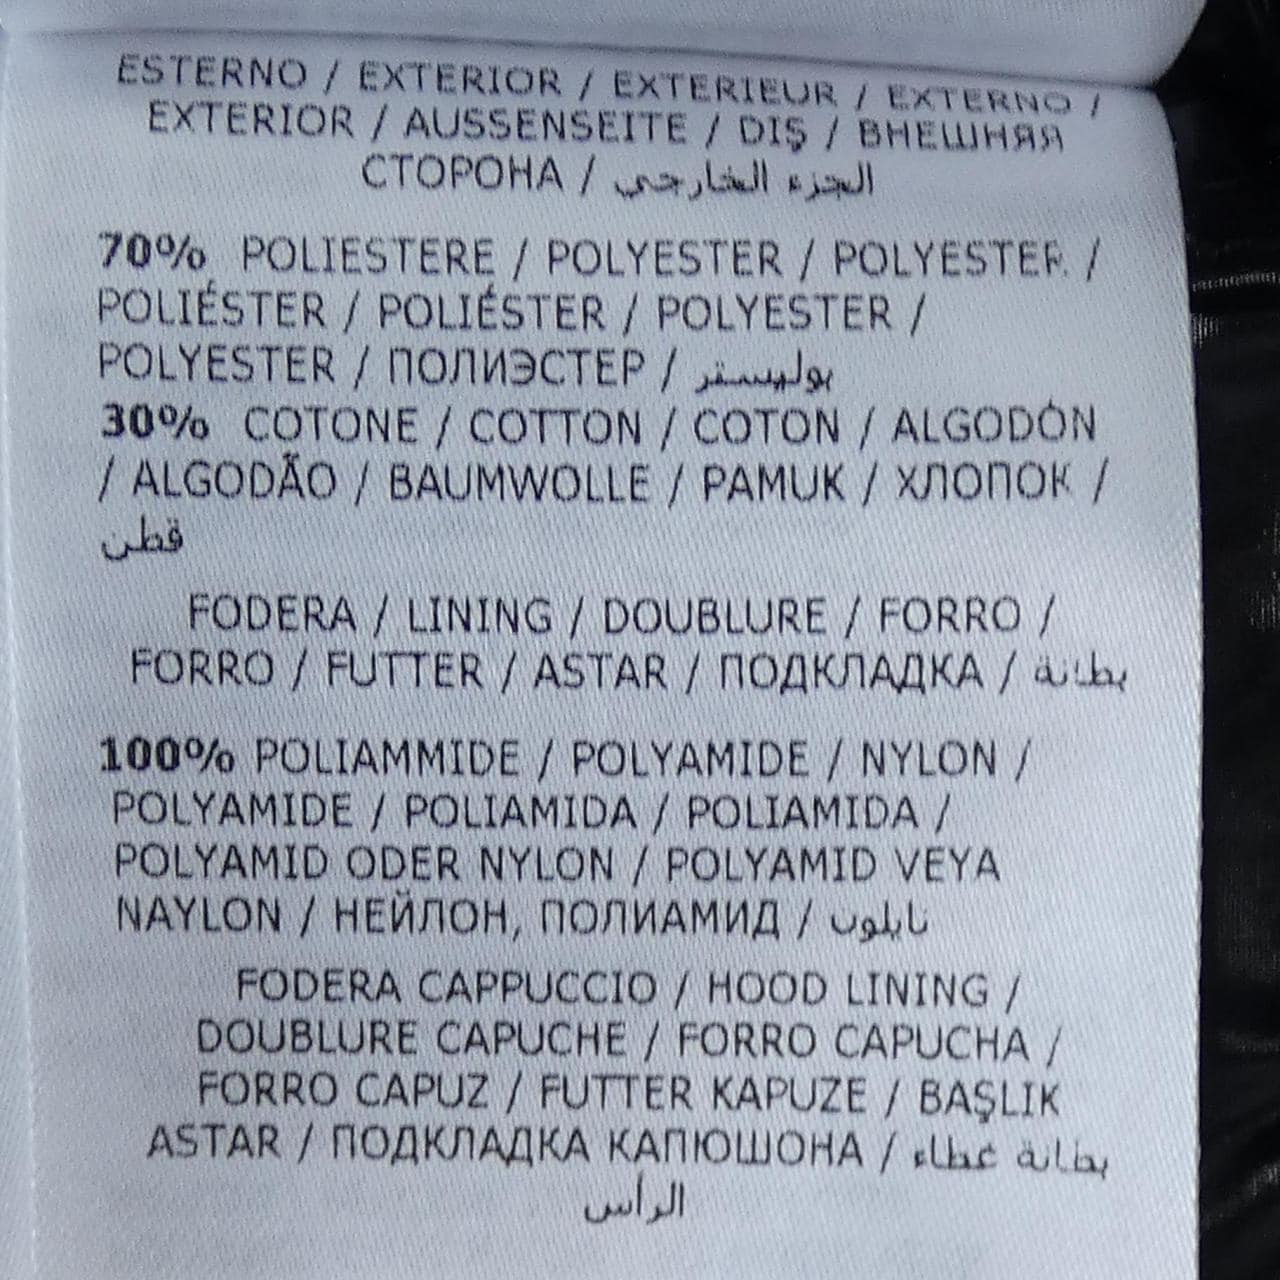 ESTERNO / EXTERIOR / EXTERIEUR / EXTERNO /
EXTERIOR / AUSSENSEITE / DIŞ / ВНЕШНЯЯ
СТОРОНА / الجزء الخارجي
70% POLIESTERE / POLYESTER / POLYESTER /
POLIÉSTER / POLIÉSTER / POLYESTER /
POLYESTER / ПОЛИЭСТЕР / بوليستر
30% COTONE / COTTON / COTON / ALGODÓN
/ ALGODÃO / BAUMWOLLE / PAMUK / ХЛОПОК /
قطن
FODERA / LINING / DOUBLURE / FORRO /
FORRO / FUTTER / ASTAR / ПОДКЛАДКА / بطانة
100% POLIAMMIDE / POLYAMIDE / NYLON /
POLYAMIDE / POLIAMIDA / POLIAMIDA /
POLYAMID ODER NYLON / POLYAMID VEYA
NAYLON / НЕЙЛОН, ПОЛИАМИД / نايلون
FODERA CAPPUCCIO / HOOD LINING /
DOUBLURE CAPUCHE / FORRO CAPUCHA /
FORRO CAPUZ / FUTTER KAPUZE / BAŞLIK
ASTAR / ПОДКЛАДКА КАПЮШОНА / بطانة غطاء
الرأس